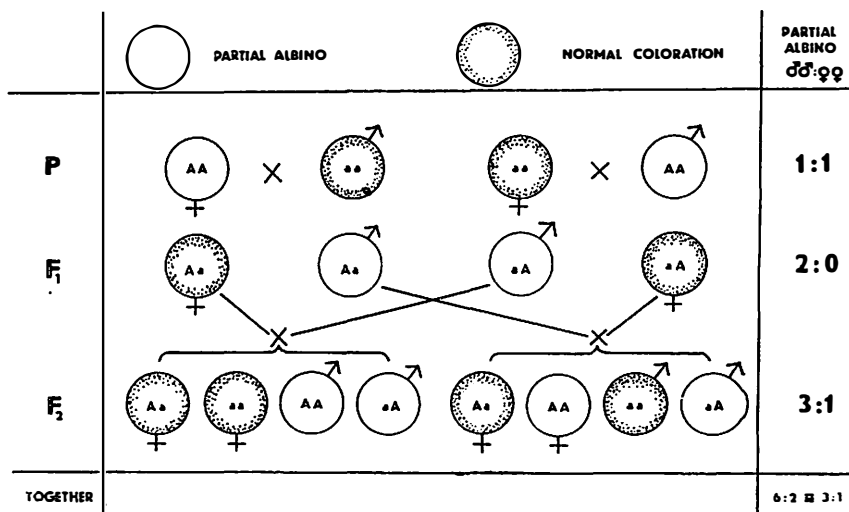 PARTIAL ALBINO
NORMAL COLORATION
PARTIAL
ALBINO
♂♂:♀♀
P
AA
×
aa
aa
×
AA
1:1
F1
Aa
Aa
aA
aA
2:0
×
×
F2
Aa
aa
AA
aA
Aa
AA
aa
aA
3:1
TOGETHER
6:2 = 3:1